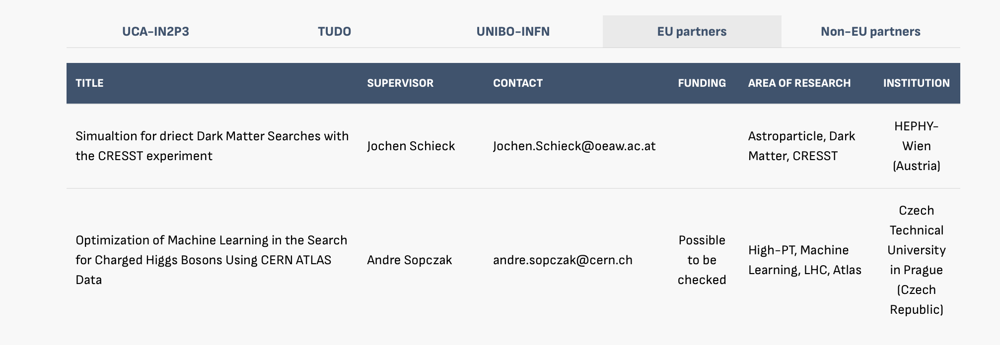 UCA-IN2P3 TUDO UNIBO-INFN EU partners Non-EU partners
TITLE SUPERVISOR CONTACT FUNDING AREA OF RESEARCH INSTITUTION
Simualtion for driect Dark Matter Searches with
the CRESST experiment
Jochen Schieck
Jochen.Schieck@oeaw.ac.at
Astroparticle, Dark
Matter, CRESST
HEPHY-
Wien
(Austria)
Optimization of Machine Learning in the Search
for Charged Higgs Bosons Using CERN ATLAS
Data
Andre Sopczak
andre.sopczak@cern.ch
Possible
to be
checked
High-PT, Machine
Learning, LHC, Atlas
Czech
Technical
University
in Prague
(Czech
Republic)